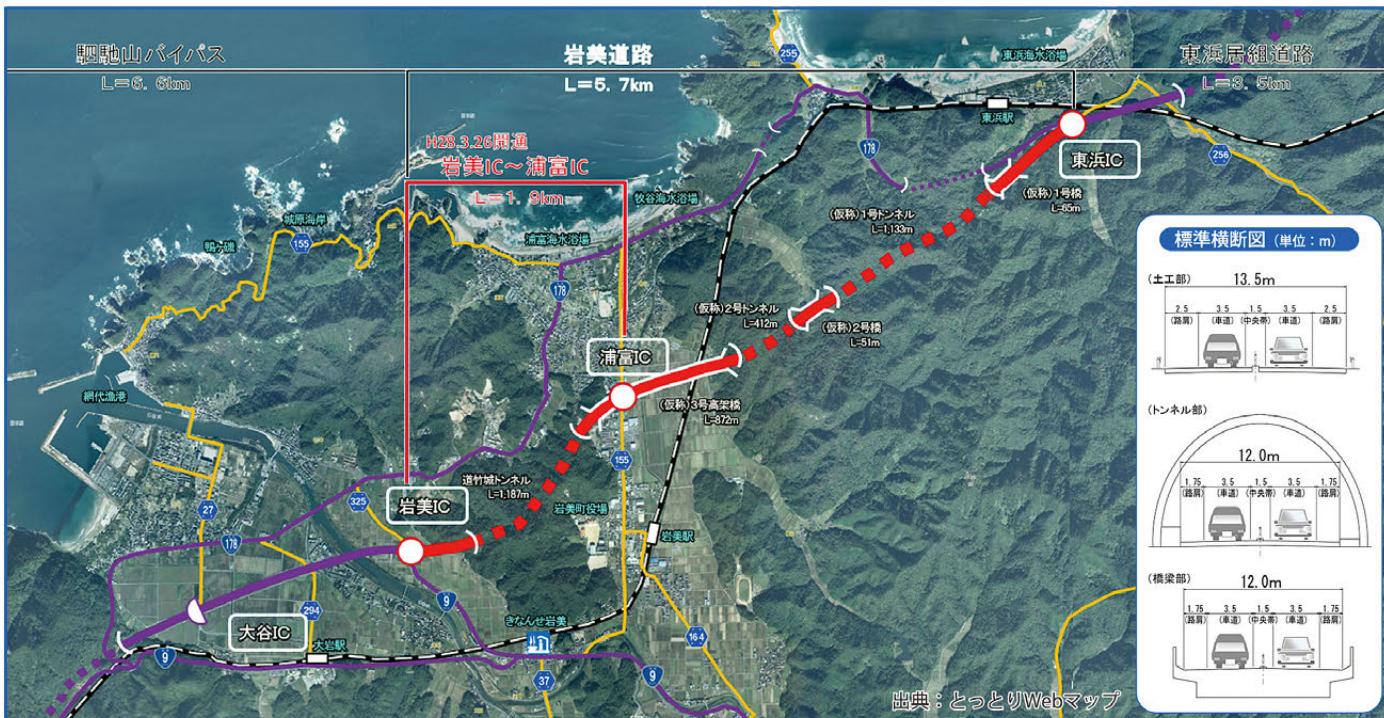 駟馳山バイパス
L=6.6km
岩美道路
L=5.7km
東浜居組道路
L=3.5km
H28.3.26開通
岩美IC～浦富IC
L=1.9km
255
東浜海水浴場
東浜駅
178
256
東浜IC
(仮称)1号橋
L=65m
(仮称)1号トンネル
L=1,133m
牧谷海水浴場
浦富海水浴場
城原海岸
155
鴨ヶ磯
178
(仮称)2号トンネル
L=412m
(仮称)2号橋
L=51m
浦富IC
(仮称)3号高架橋
L=872m
網代漁港
道竹城トンネル
L=1,187m
155
325
岩美IC
岩美町役場
27
178
岩美駅
9
294
大谷IC
大岩駅
きなんせ岩美
164
9
37
9
出典：とっとりWebマップ
標準横断図（単位：m）
(土工部)
13.5m
2.5 3.5 1.5 3.5 2.5
(路肩) (車道) (中央帯) (車道) (路肩)
(トンネル部)
12.0m
1.75 3.5 1.5 3.5 1.75
(路肩) (車道) (中央帯) (車道) (路肩)
(橋梁部)
12.0m
1.75 3.5 1.5 3.5 1.75
(路肩) (車道) (中央帯) (車道) (路肩)